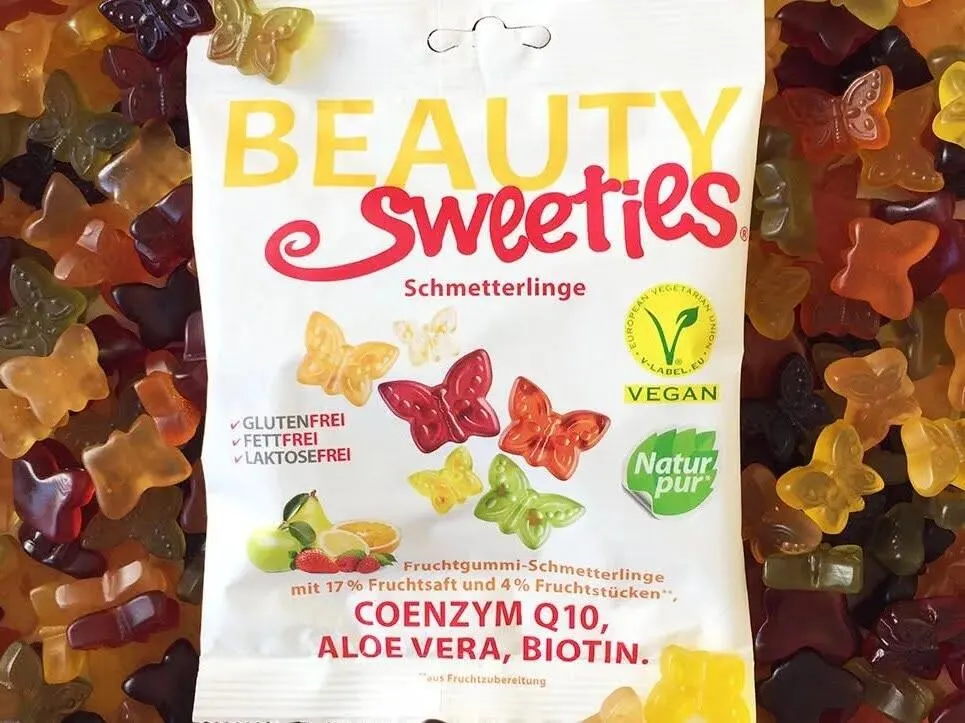 BEAUTY
Sweeties®
Schmetterlinge
EUROPEAN VEGETARIAN UNION
V-LABEL.EU
VEGAN
GLUTENFREI
FETTFREI
LAKTOSEFREI
Natur
pur*
Fruchtgummi-Schmetterlinge
mit 17% Fruchtsaft und 4% Fruchtstücken**,
COENZYM Q10,
ALOE VERA, BIOTIN.
**aus Fruchtzubereitung